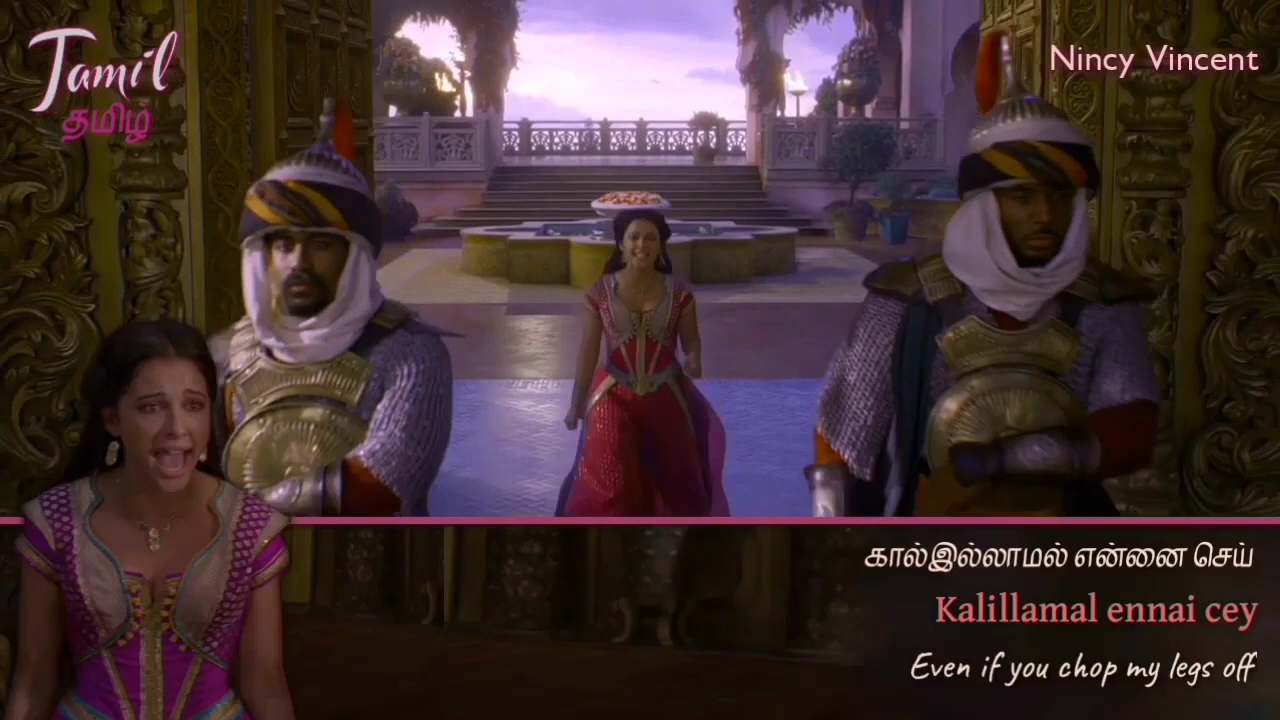 Tamil
தமிழ்
Nincy Vincent
கால்இல்லாமல் என்னை செய்
Kalillamal ennai cey
Even if you chop my legs off